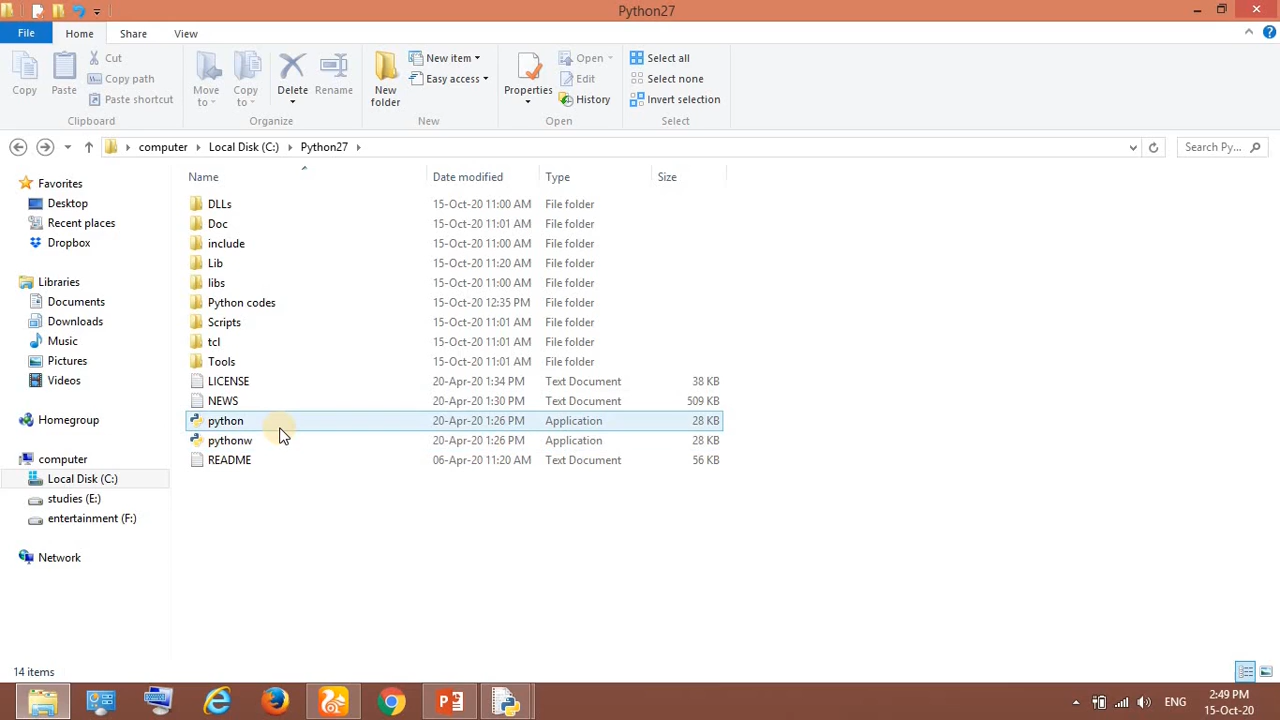 Python27
File Home Share View
Copy
Paste
Cut
Copy path
Paste shortcut
Clipboard
Move to
Copy to
Delete
Rename
Organize
New folder
New item
Easy access
New
Properties
Open
Edit
History
Open
Select all
Select none
Invert selection
Select
computer Local Disk (C:) Python27
Search Py...
Name Date modified Type Size
Favorites
Desktop
Recent places
Dropbox
Libraries
Documents
Downloads
Music
Pictures
Videos
Homegroup
computer
Local Disk (C:)
studies (E:)
entertainment (F:)
Network
DLLs 15-Oct-20 11:00 AM File folder
Doc 15-Oct-20 11:01 AM File folder
include 15-Oct-20 11:00 AM File folder
Lib 15-Oct-20 11:20 AM File folder
libs 15-Oct-20 11:00 AM File folder
Python codes 15-Oct-20 12:35 PM File folder
Scripts 15-Oct-20 11:01 AM File folder
tcl 15-Oct-20 11:01 AM File folder
Tools 15-Oct-20 11:01 AM File folder
LICENSE 20-Apr-20 1:34 PM Text Document 38 KB
NEWS 20-Apr-20 1:30 PM Text Document 509 KB
python 20-Apr-20 1:26 PM Application 28 KB
pythonw 20-Apr-20 1:26 PM Application 28 KB
README 06-Apr-20 11:20 AM Text Document 56 KB
14 items
ENG
2:49 PM
15-Oct-20